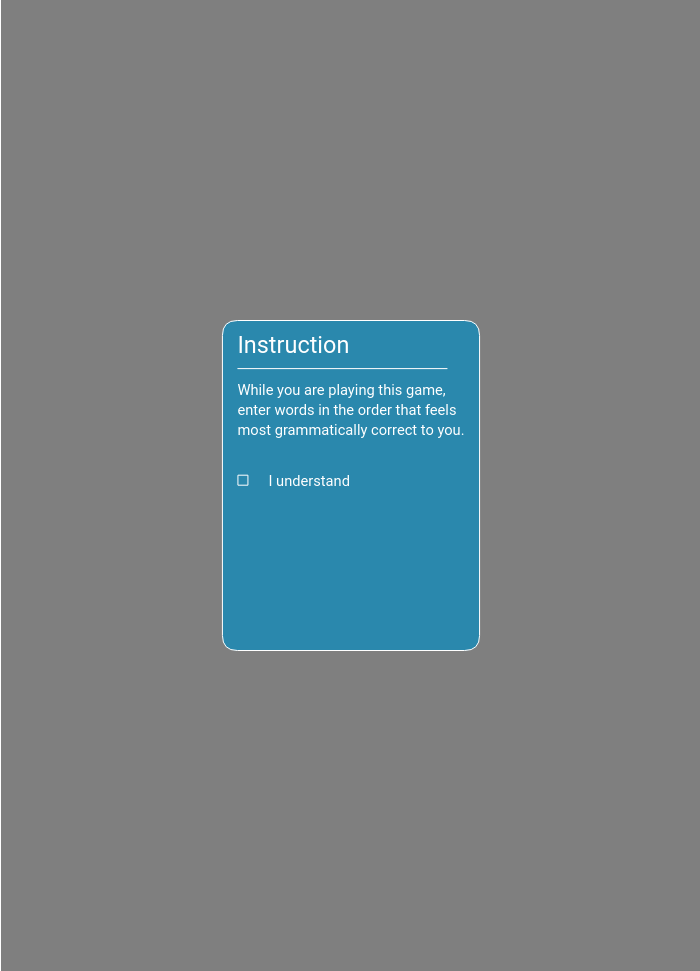 Instruction
While you are playing this game,
enter words in the order that feels
most grammatically correct to you.
I understand